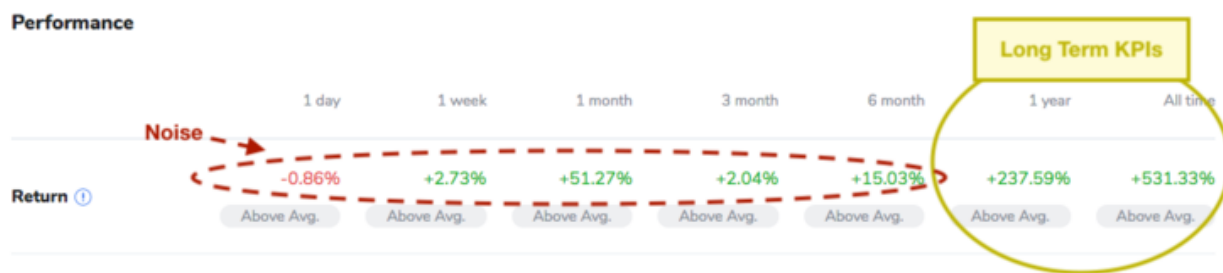 Performance
Long Term KPIs
1 day 1 week 1 month 3 month 6 month 1 year All time
Noise
Return -0.86% +2.73% +51.27% +2.04% +15.03% +237.59% +531.33%
Above Avg. Above Avg. Above Avg. Above Avg. Above Avg. Above Avg. Above Avg.